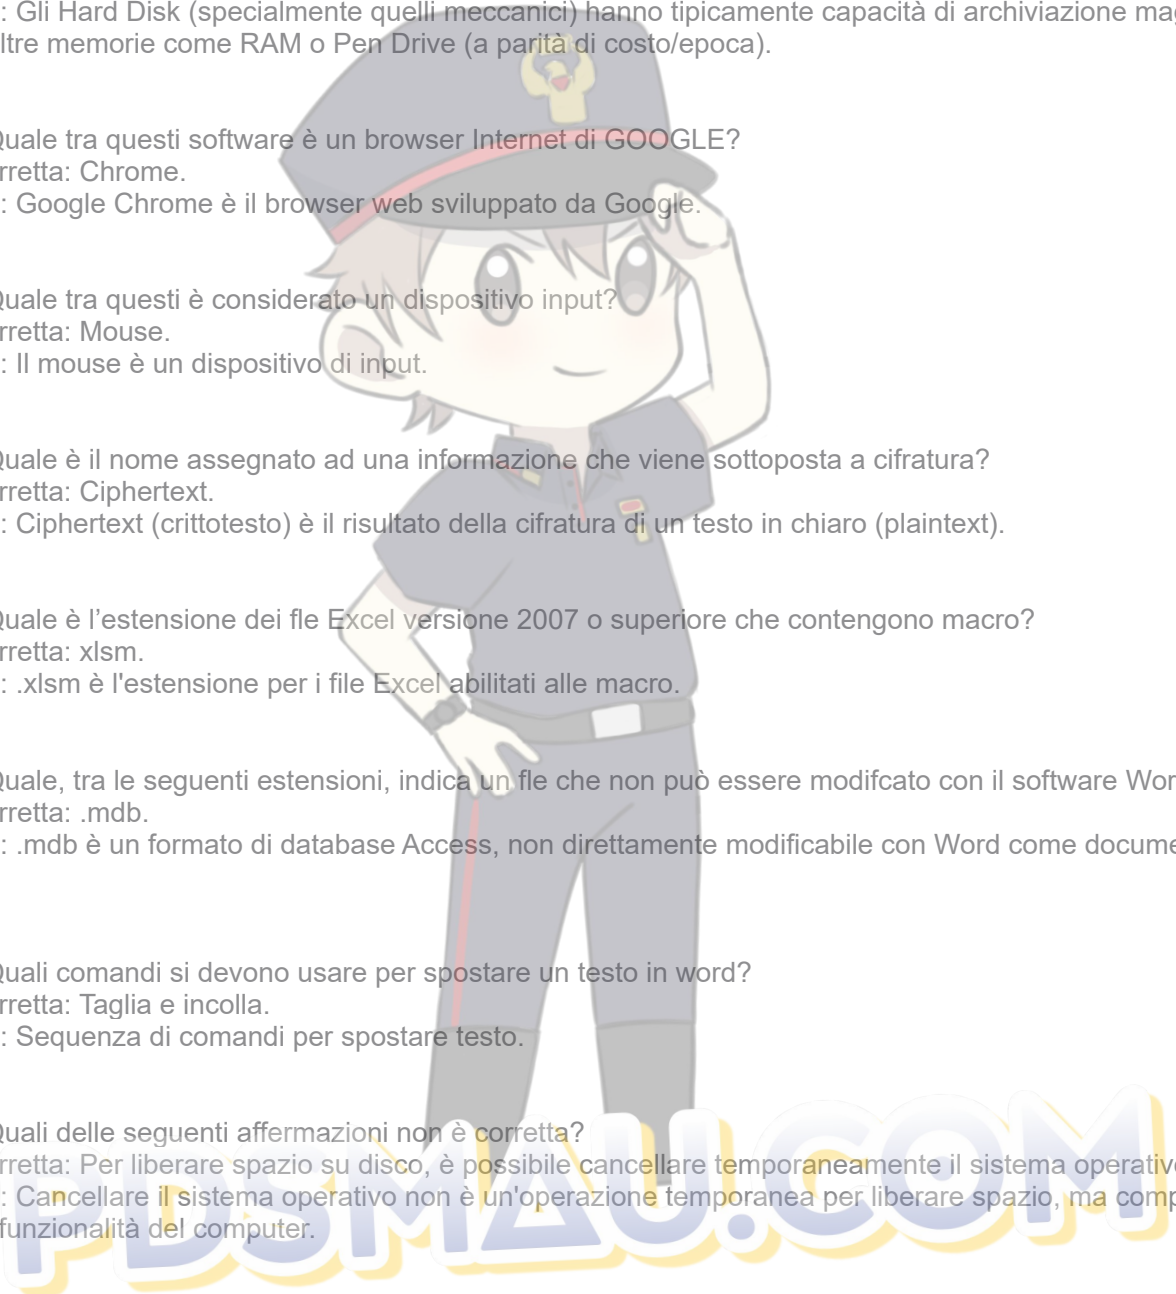 : Gli Hard Disk (specialmente quelli meccanici) hanno tipicamente capacità di archiviazione
ltre memorie come RAM o Pen Drive (a parità di costo/epoca).
Quale tra questi software è un browser Internet di GOOGLE?
rretta: Chrome.
: Google Chrome è il browser web sviluppato da Google.
Quale tra questi è considerato un dispositivo input?
rretta: Mouse.
: Il mouse è un dispositivo di input.
Quale è il nome assegnato ad una informazione che viene sottoposta a cifratura?
rretta: Ciphertext.
: Ciphertext (crittotesto) è il risultato della cifratura di un testo in chiaro (plaintext).
Quale è l’estensione dei fle Excel versione 2007 o superiore che contengono macro?
rretta: xlsm.
: .xlsm è l'estensione per i file Excel abilitati alle macro.
Quale, tra le seguenti estensioni, indica un fle che non può essere modifcato con il software Wor
rretta: .mdb.
: .mdb è un formato di database Access, non direttamente modificabile con Word come docume
Quali comandi si devono usare per spostare un testo in word?
rretta: Taglia e incolla.
: Sequenza di comandi per spostare testo.
Quali delle seguenti affermazioni non è corretta?
rretta: Per liberare spazio su disco, è possibile cancellare temporaneamente il sistema operativ
: Cancellare il sistema operativo non è un'operazione temporanea per liberare spazio, ma comp
funzionalità del computer.
PDSMAU.COM